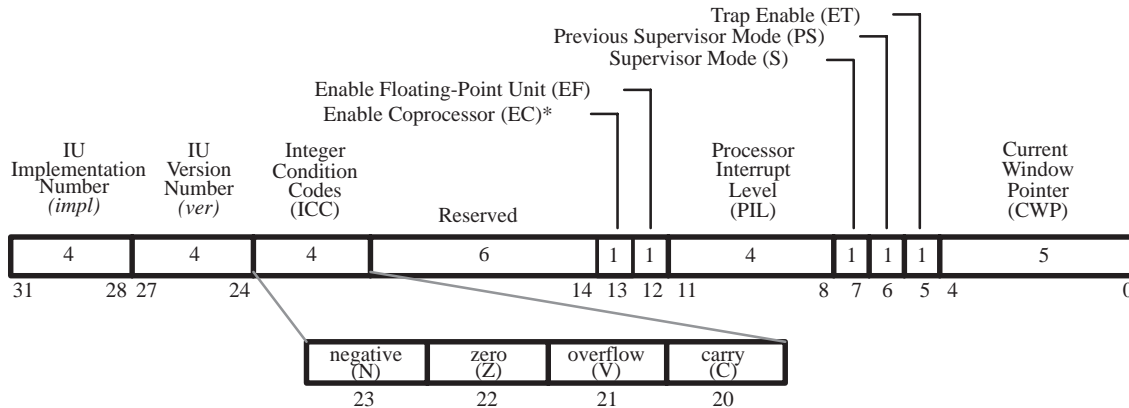 Trap Enable (ET)
Previous Supervisor Mode (PS)
Supervisor Mode (S)
Enable Floating-Point Unit (EF)
Enable Coprocessor (EC)*
IU
Implementation
Number
(impl)
IU
Version
Number
(ver)
Integer
Condition
Codes
(ICC)
Reserved
Processor
Interrupt
Level
(PIL)
Current
Window
Pointer
(CWP)
4 4 4 6 1 1 4 1 1 1 5
31 28 27 24 14 13 12 11 8 7 6 5 4 0
negative
(N)
zero
(Z)
overflow
(V)
carry
(C)
23 22 21 20